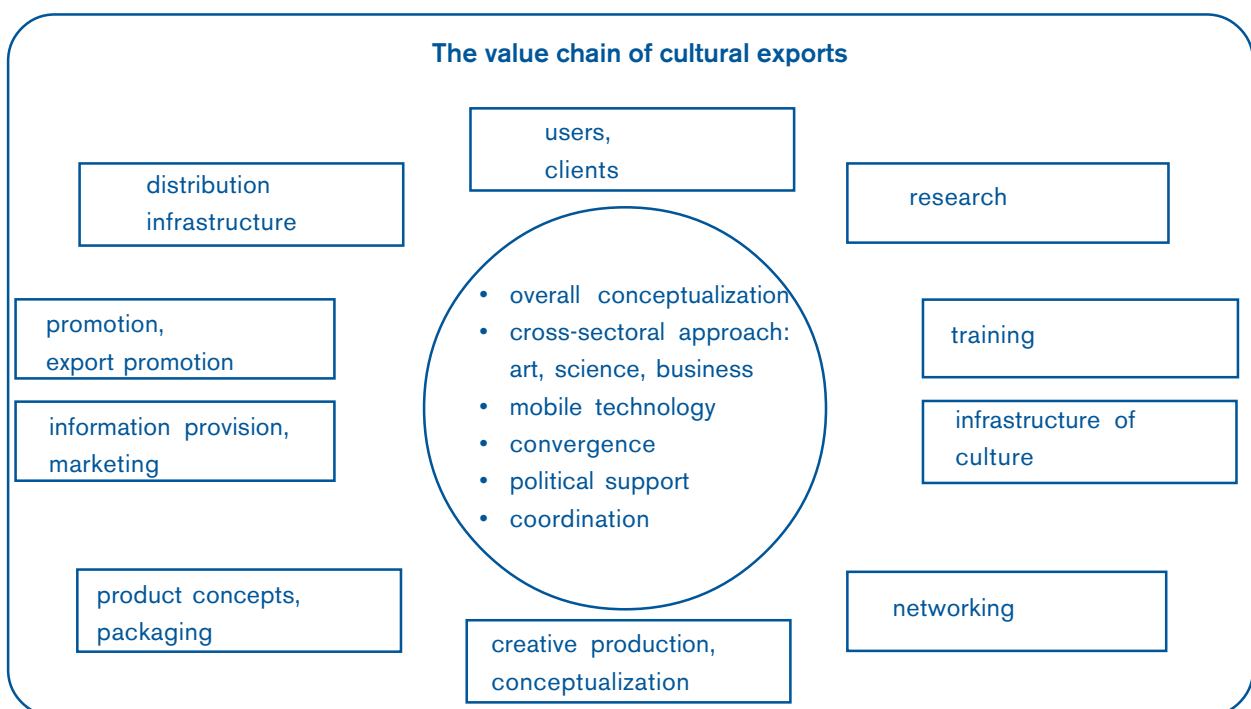 The value chain of cultural exports
users,
clients
distribution
infrastructure
research
promotion,
export promotion
• overall conceptualization
• cross-sectoral approach:
art, science, business
• mobile technology
• convergence
• political support
• coordination
training
information provision,
marketing
infrastructure of
culture
product concepts,
packaging
networking
creative production,
conceptualization